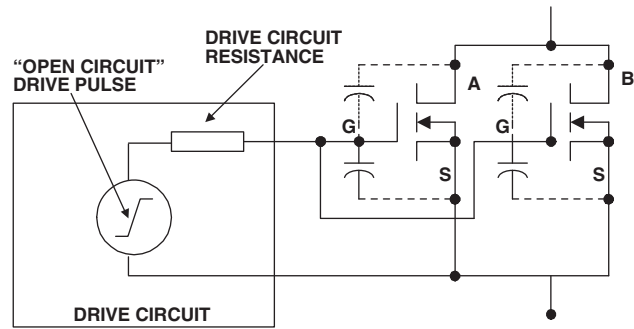 DRIVE CIRCUIT
RESISTANCE
“OPEN CIRCUIT”
DRIVE PULSE
A
B
G
G
S
S
DRIVE CIRCUIT